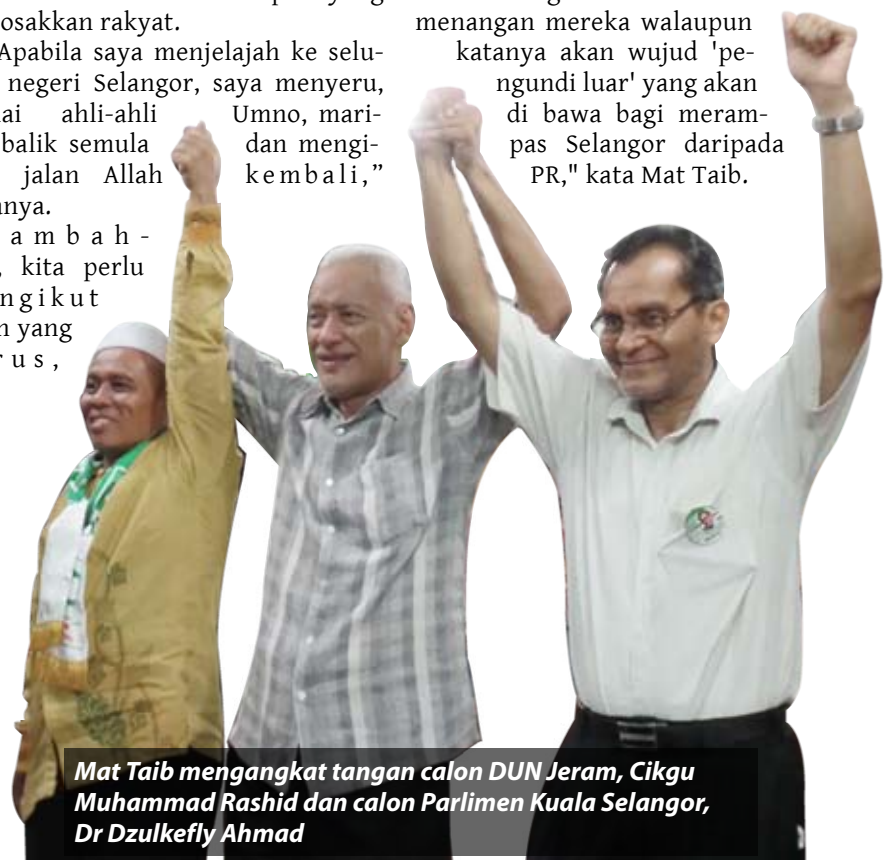 osakkan rakyat.
Apabila saya menjelajah ke selu-
negeri Selangor, saya menyeru,
ahli-ahli Umno, mari-
balik semula dan mengi-
jalan Allah kembali,”
nya.
ambah-
kita perlu
ngikut
yang
rus,
menangan mereka walaupun
katanya akan wujud 'pe-
ngundi luar' yang akan
di bawa bagi meram-
pas Selangor daripada
PR," kata Mat Taib.
Mat Taib mengangkat tangan calon DUN Jeram, Cikgu
Muhammad Rashid dan calon Parlimen Kuala Selangor,
Dr Dzulkefly Ahmad